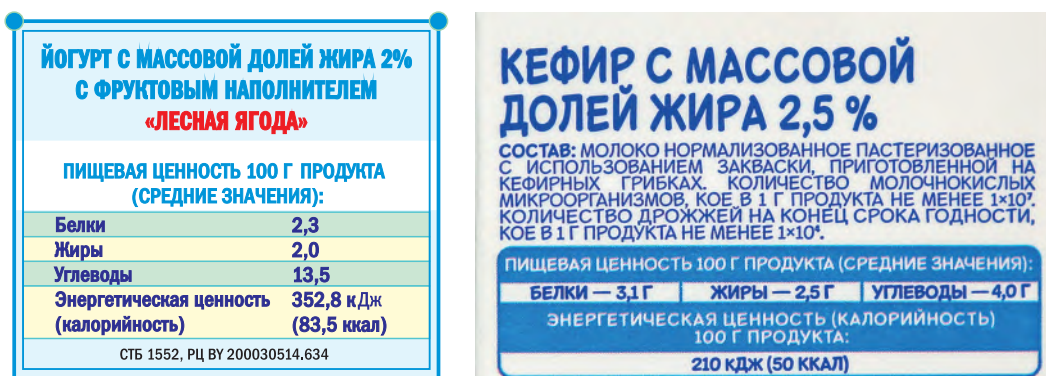 ЙОГУРТ С МАССОВОЙ ДОЛЕЙ ЖИРА 2%
С ФРУКТОВЫМ НАПОЛНИТЕЛЕМ
«ЛЕСНАЯ ЯГОДА»
ПИЩЕВАЯ ЦЕННОСТЬ 100 Г ПРОДУКТА
(СРЕДНИЕ ЗНАЧЕНИЯ):
Белки 2,3
Жиры 2,0
Углеводы 13,5
Энергетическая ценность 352,8 кДж
(калорийность) (83,5 ккал)
СТБ 1552, РЦ BY 200030514.634
КЕФИР С МАССОВОЙ
ДОЛЕЙ ЖИРА 2,5 %
СОСТАВ: МОЛОКО НОРМАЛИЗОВАННОЕ ПАСТЕРИЗОВАННОЕ
С ИСПОЛЬЗОВАНИЕМ ЗАКВАСКИ, ПРИГОТОВЛЕННОЙ НА
КЕФИРНЫХ ГРИБКАХ. КОЛИЧЕСТВО МОЛОЧНОКИСЛЫХ
МИКРООРГАНИЗМОВ, КОЕ В 1 Г ПРОДУКТА НЕ МЕНЕЕ 1×10⁷.
КОЛИЧЕСТВО ДРОЖЖЕЙ НА КОНЕЦ СРОКА ГОДНОСТИ,
КОЕ В 1 Г ПРОДУКТА НЕ МЕНЕЕ 1×10⁴.
ПИЩЕВАЯ ЦЕННОСТЬ 100 Г ПРОДУКТА (СРЕДНИЕ ЗНАЧЕНИЯ):
БЕЛКИ — 3,1 Г ЖИРЫ — 2,5 Г УГЛЕВОДЫ — 4,0 Г
ЭНЕРГЕТИЧЕСКАЯ ЦЕННОСТЬ (КАЛОРИЙНОСТЬ)
100 Г ПРОДУКТА:
210 КДЖ (50 ККАЛ)